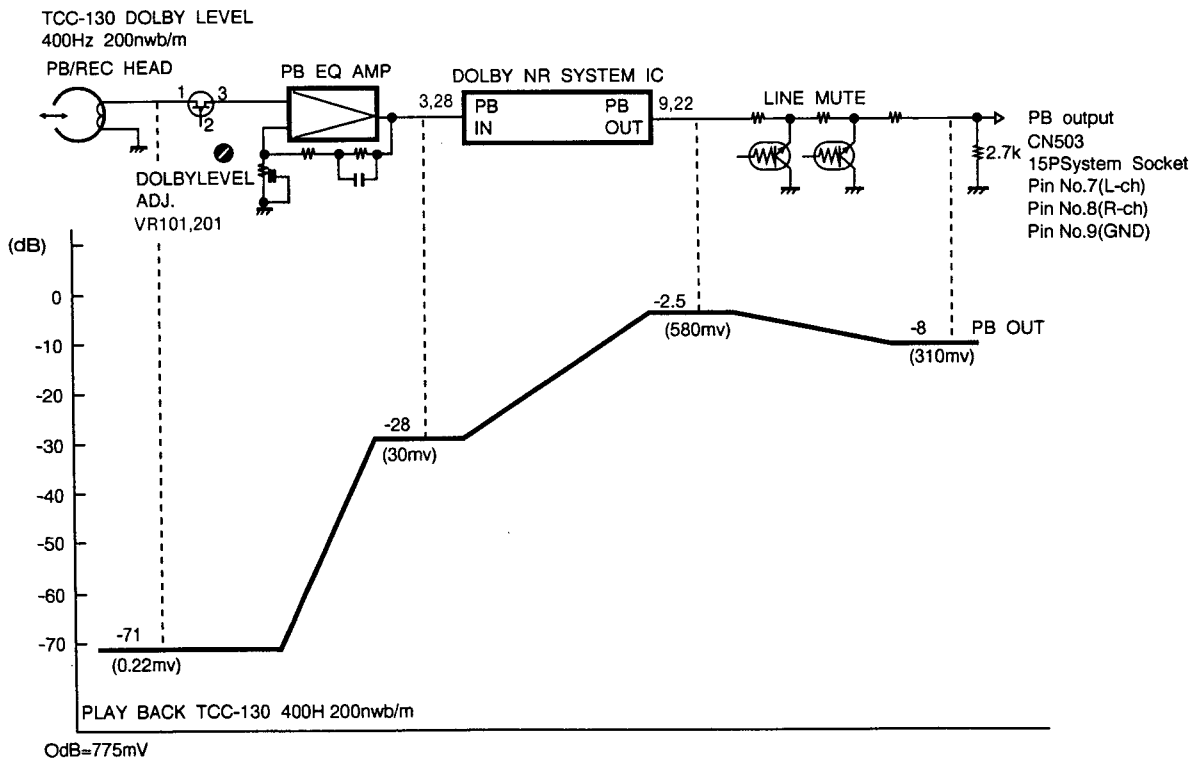 TCC-130 DOLBY LEVEL
400Hz 200nwb/m
PB/REC HEAD
1
3
2
PB EQ AMP
3,28
DOLBY NR SYSTEM IC
PB IN
PB OUT
9,22
LINE MUTE
PB output
CN503
15PSystem Socket
Pin No.7(L-ch)
Pin No.8(R-ch)
Pin No.9(GND)
2.7k
DOLBYLEVEL
ADJ.
VR101,201
(dB)
0
-10
-20
-30
-40
-50
-60
-70
-71
(0.22mv)
-28
(30mv)
-2.5
(580mv)
-8
(310mv)
PB OUT
PLAY BACK TCC-130 400H 200nwb/m
OdB=775mV